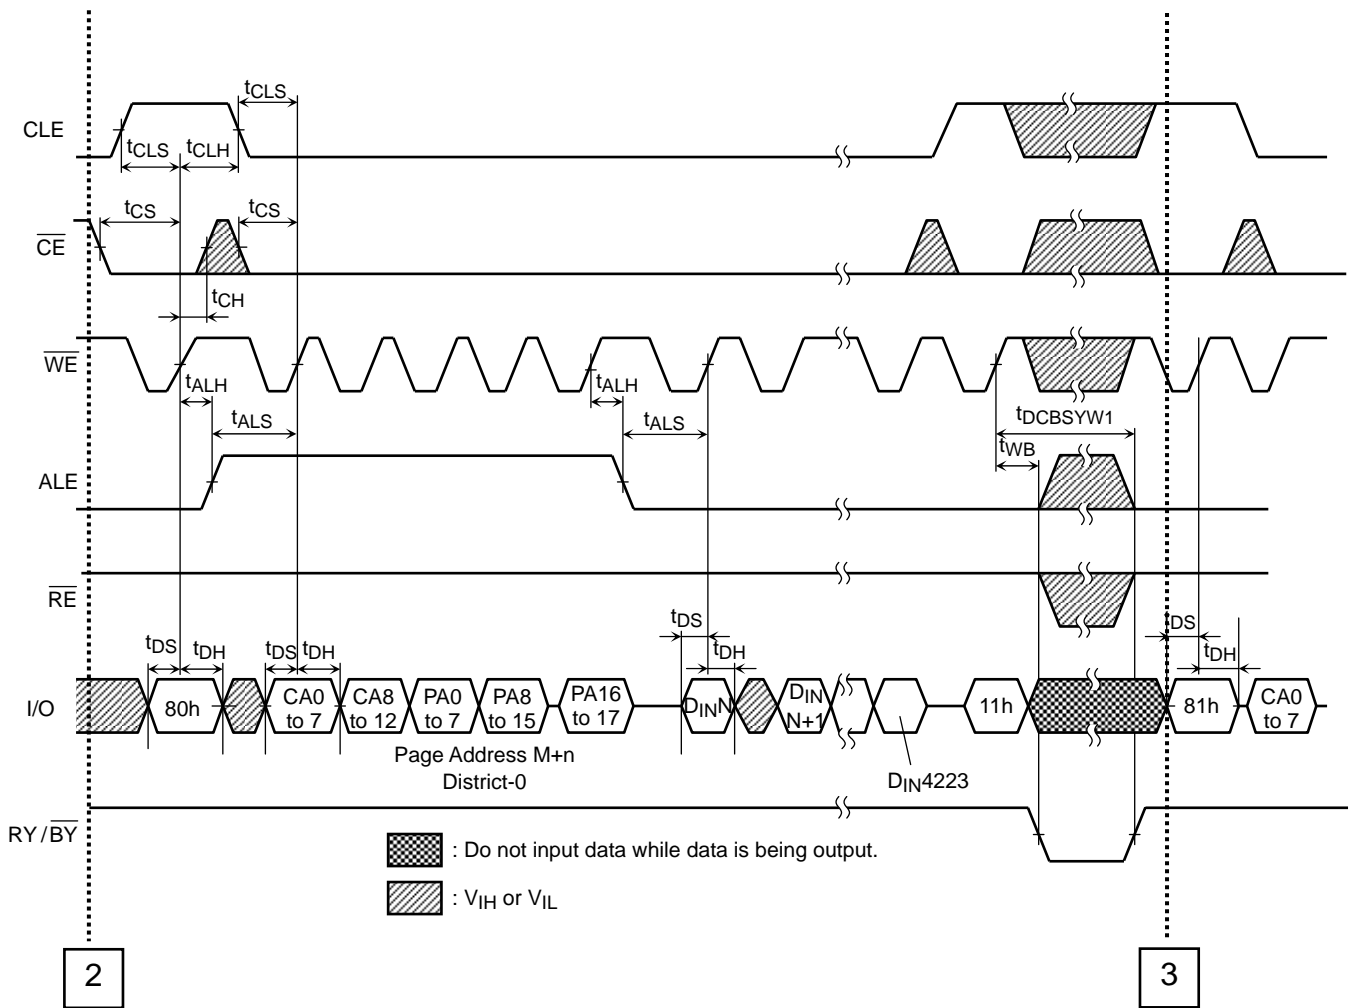 tCLS
CLE
tCLS
tCLH
tCS
tCS
CE
tCH
WE
tALH
tALH
tALS
tALS
tDCBSYW1
tWB
ALE
RE
tDS
tDH
tDS
tDH
tDS
tDH
tDS
tDH
I/O
80h
CA0
to 7
CA8
to 12
PA0
to 7
PA8
to 15
PA16
to 17
DINN
DIN
N+1
11h
81h
CA0
to 7
Page Address M+n
District-0
DIN4223
RY/BY
: Do not input data while data is being output.
: VIH or VIL
2
3